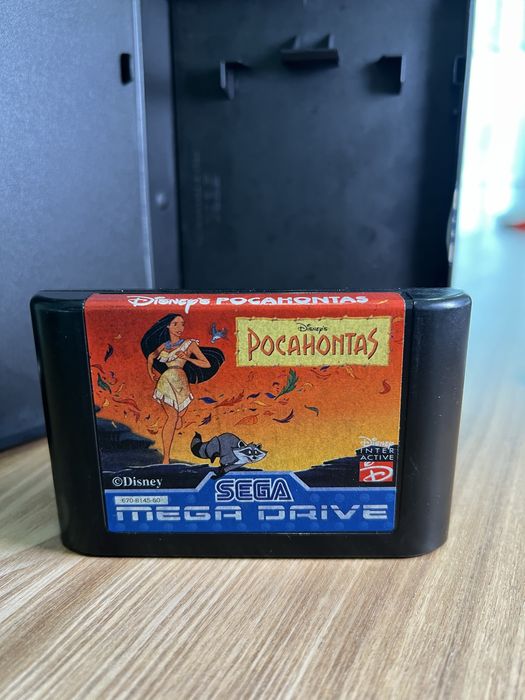 Disney's POCAHONTAS
Disney's
POCAHONTAS
Disney
INTER
ACTIVE
©Disney
670-8145-60
SEGA
MEGA DRIVE